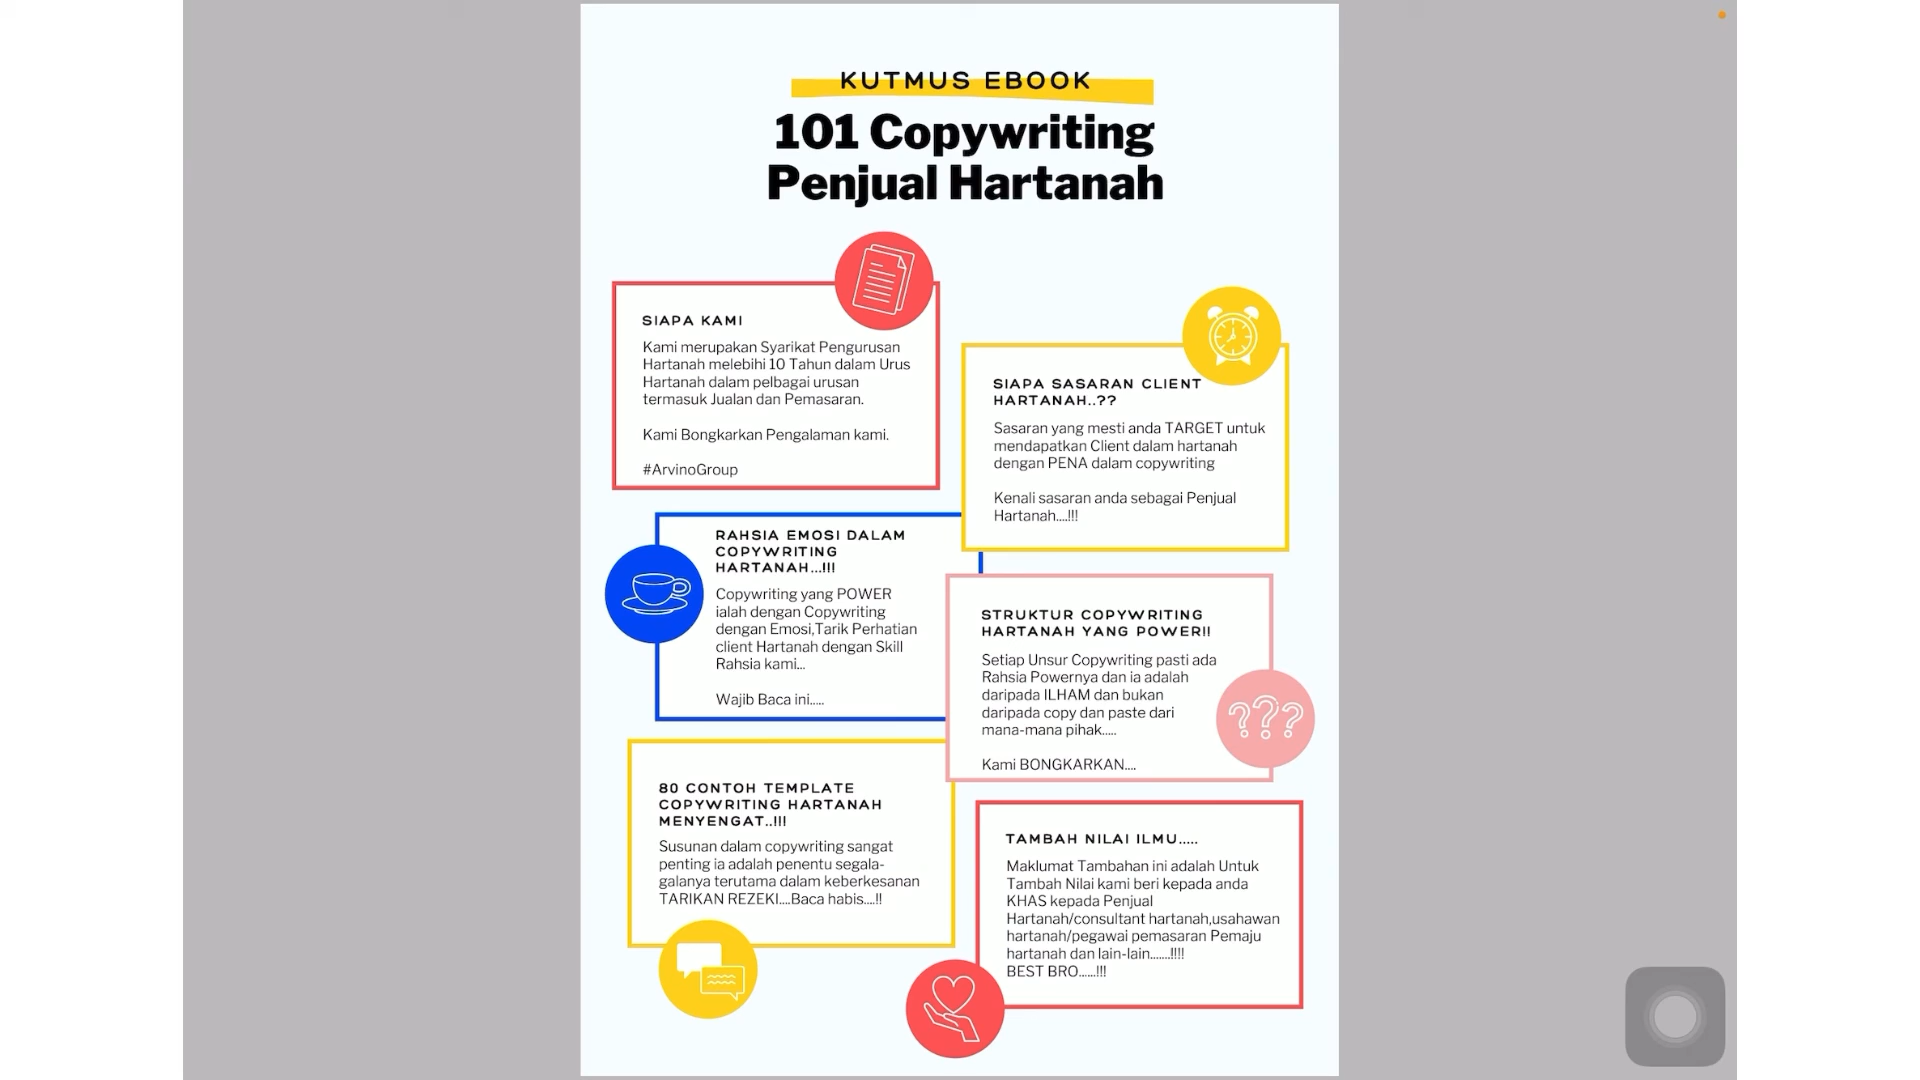 KUTMUS EBOOK
101 Copywriting
Penjual Hartanah
SIAPA KAMI
Kami merupakan Syarikat Pengurusan
Hartanah melebihi 10 Tahun dalam Urus
Hartanah dalam pelbagai urusan
termasuk Jualan dan Pemasaran.
Kami Bongkarkan Pengalaman kami.
#ArvinoGroup
SIAPA SASARAN CLIENT
HARTANAH..??
Sasaran yang mesti anda TARGET untuk
mendapatkan Client dalam hartanah
dengan PENA dalam copywriting
Kenali sasaran anda sebagai Penjual
Hartanah....!!!
RAHSIA EMOSI DALAM
COPYWRITING
HARTANAH...!!!
Copywriting yang POWER
ialah dengan Copywriting
dengan Emosi,Tarik Perhatian
client Hartanah dengan Skill
Rahsia kami...
Wajib Baca ini.....
STRUKTUR COPYWRITING
HARTANAH YANG POWER!!
Setiap Unsur Copywriting pasti ada
Rahsia Powernya dan ia adalah
daripada ILHAM dan bukan
daripada copy dan paste dari
mana-mana pihak.....
Kami BONGKARKAN....
???
80 CONTOH TEMPLATE
COPYWRITING HARTANAH
MENYENGAT..!!!
Susunan dalam copywriting sangat
penting ia adalah penentu segala-
galanya terutama dalam keberkesanan
TARIKAN REZEKI....Baca habis....!!
TAMBAH NILAI ILMU.....
Maklumat Tambahan ini adalah Untuk
Tambah Nilai kami beri kepada anda
KHAS kepada Penjual
Hartanah/consultant hartanah,usahawan
hartanah/pegawai pemasaran Pemaju
hartanah dan lain-lain.......!!!!
BEST BRO......!!!